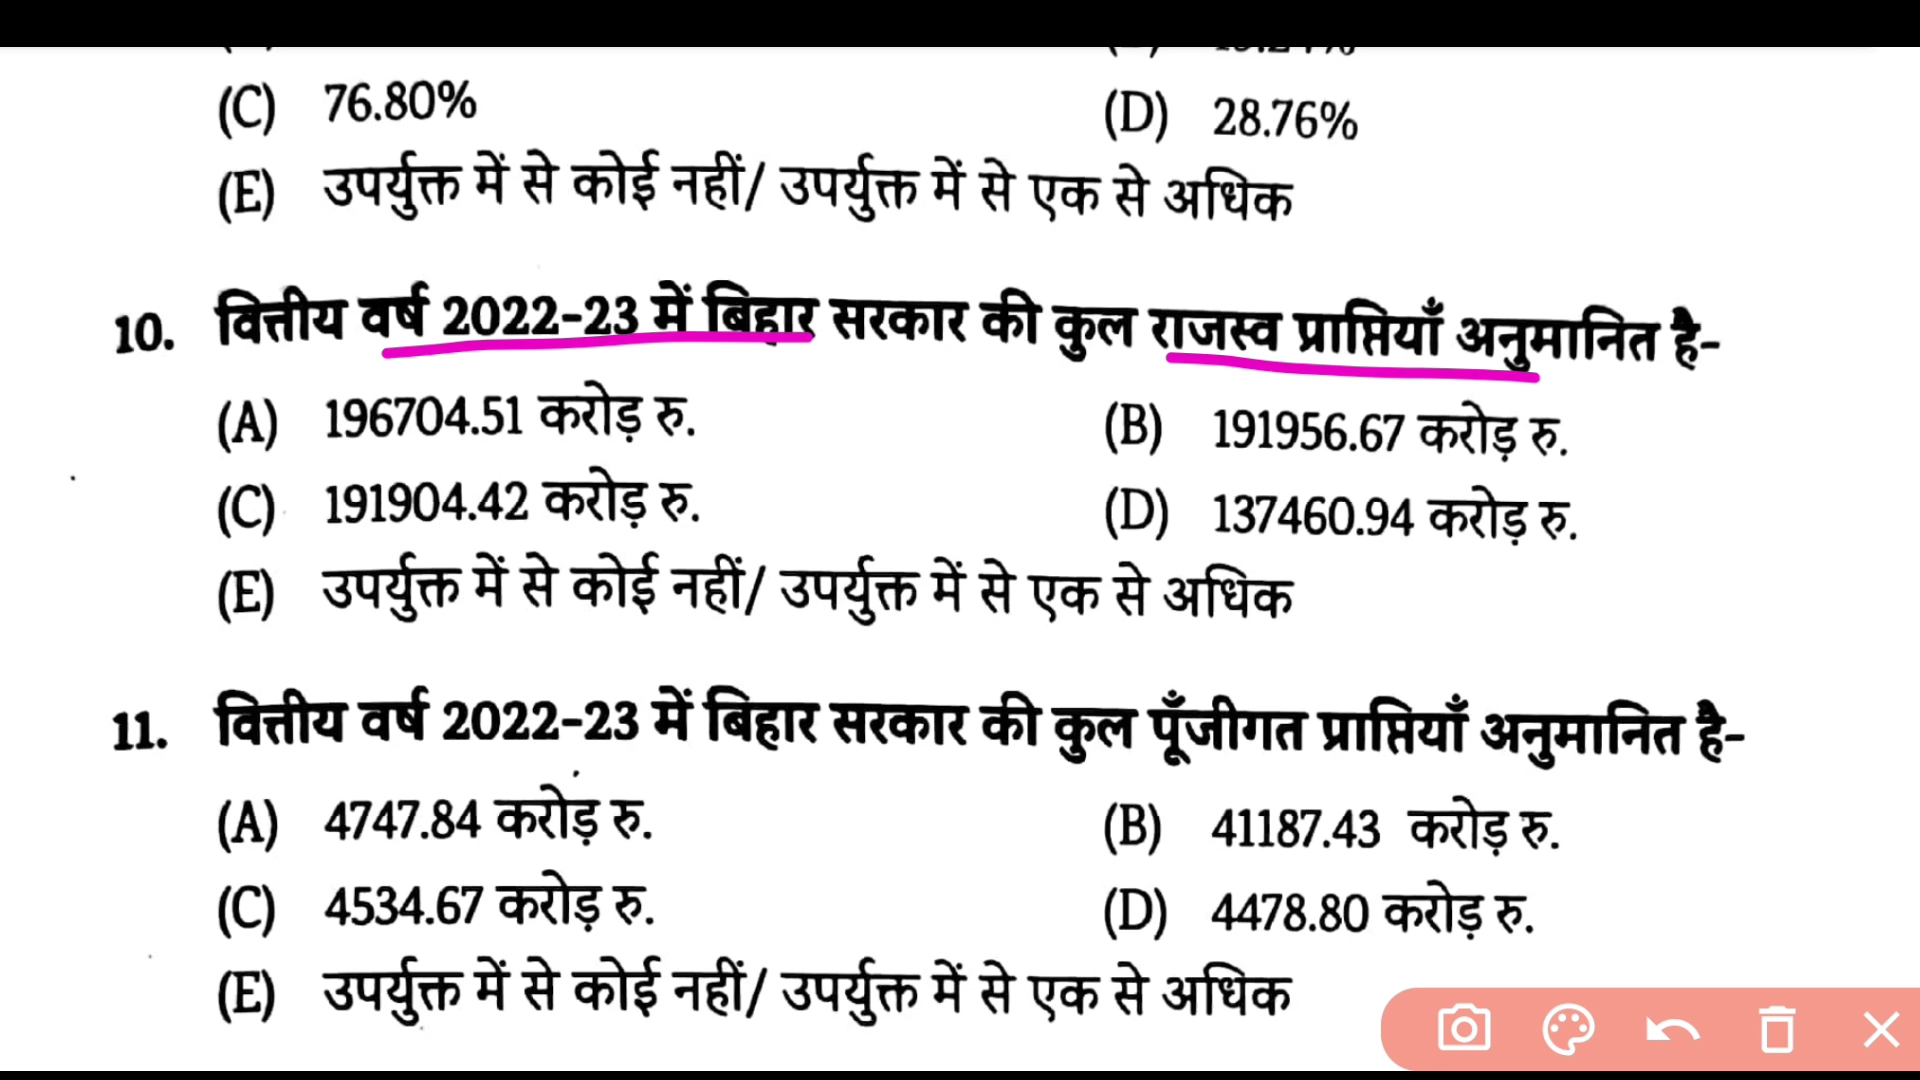 (C) 76.80% (D) 28.76%
(E) उपर्युक्त में से कोई नहीं/ उपर्युक्त में से एक से अधिक
10. वित्तीय वर्ष 2022-23 में बिहार सरकार की कुल राजस्व प्राप्तियाँ अनुमानित है-
(A) 196704.51 करोड़ रु. (B) 191956.67 करोड़ रु.
(C) 191904.42 करोड़ रु. (D) 137460.94 करोड़ रु.
(E) उपर्युक्त में से कोई नहीं/ उपर्युक्त में से एक से अधिक
11. वित्तीय वर्ष 2022-23 में बिहार सरकार की कुल पूँजीगत प्राप्तियाँ अनुमानित है-
(A) 4747.84 करोड़ रु. (B) 41187.43 करोड़ रु.
(C) 4534.67 करोड़ रु. (D) 4478.80 करोड़ रु.
(E) उपर्युक्त में से कोई नहीं/ उपर्युक्त में से एक से अधिक